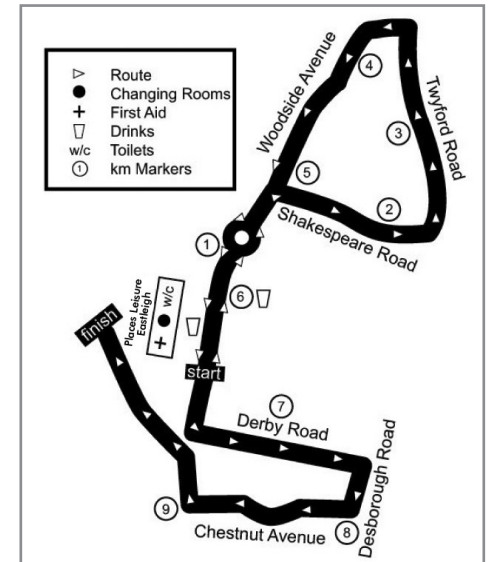 Route
Changing Rooms
First Aid
Drinks
w/c Toilets
1 km Markers
Woodside Avenue
4
Twyford Road
3
5
2
Shakespeare Road
1
6
Places Leisure
Eastleigh
w/c
finish
start
7
Derby Road
Desborough Road
9
8
Chestnut Avenue